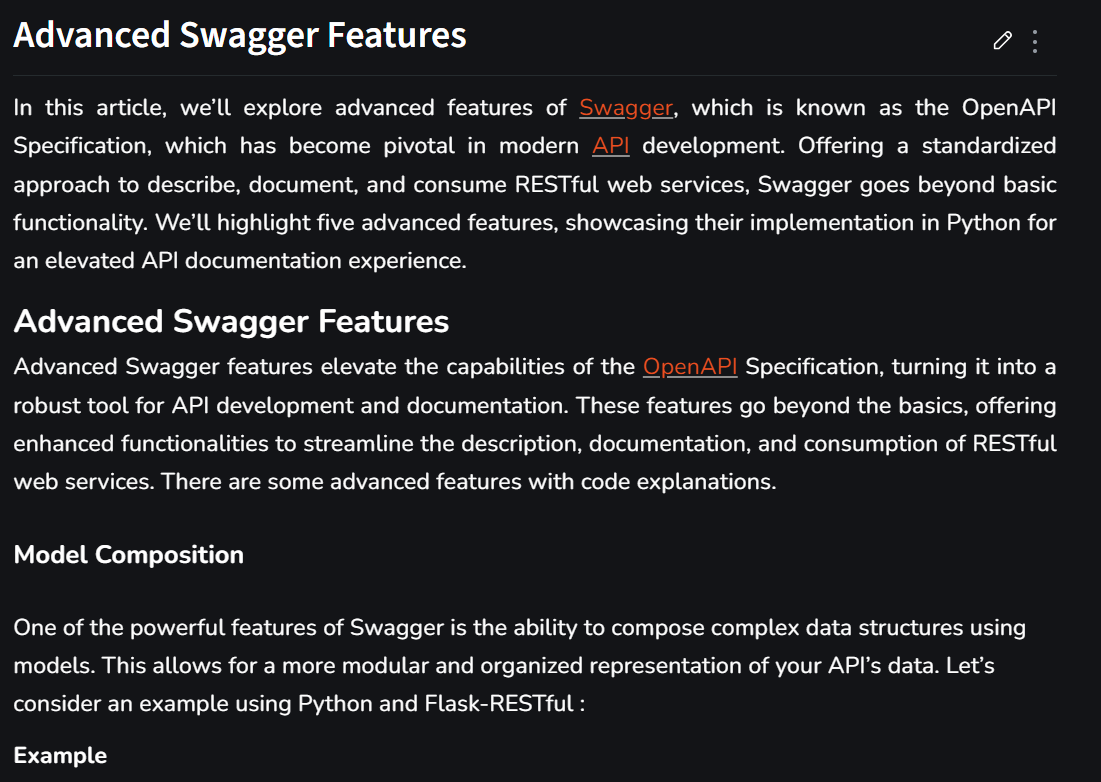 Advanced Swagger Features
In this article, we’ll explore advanced features of Swagger, which is known as the OpenAPI
Specification, which has become pivotal in modern API development. Offering a standardized
approach to describe, document, and consume RESTful web services, Swagger goes beyond basic
functionality. We’ll highlight five advanced features, showcasing their implementation in Python for
an elevated API documentation experience.
Advanced Swagger Features
Advanced Swagger features elevate the capabilities of the OpenAPI Specification, turning it into a
robust tool for API development and documentation. These features go beyond the basics, offering
enhanced functionalities to streamline the description, documentation, and consumption of RESTful
web services. There are some advanced features with code explanations.
Model Composition
One of the powerful features of Swagger is the ability to compose complex data structures using
models. This allows for a more modular and organized representation of your API’s data. Let’s
consider an example using Python and Flask-RESTful :
Example